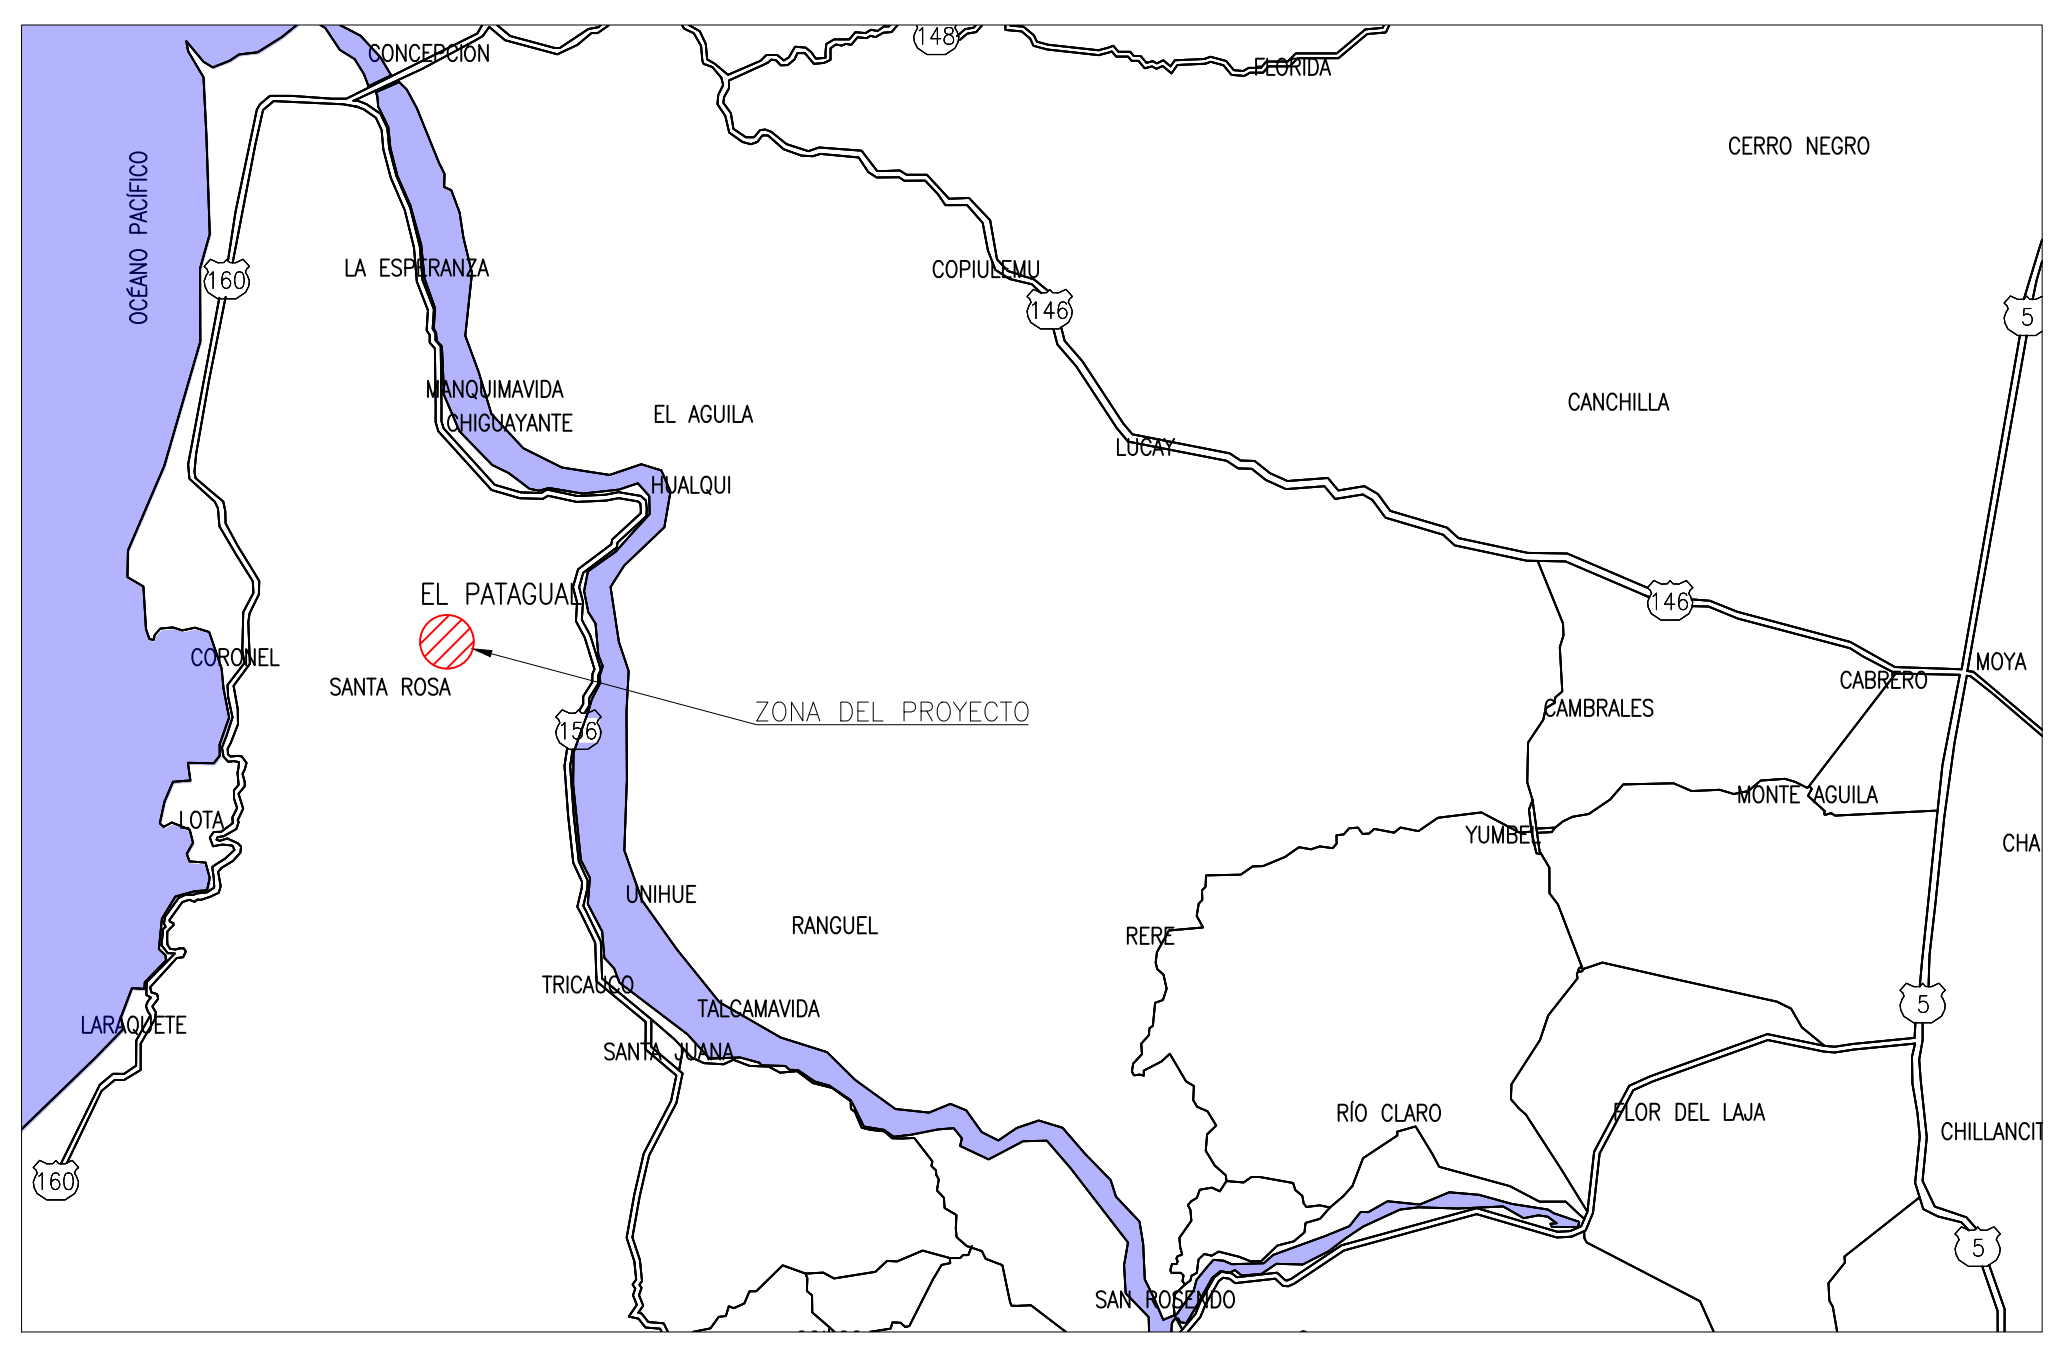 148
CONCEPCIÓN
FLORIDA
CERRO NEGRO
OCÉANO PACÍFICO
LA ESPERANZA
160
COPIULEMU
146
5
MANQUIMAVIDA
CHIGUAYANTE
EL AGUILA
CANCHILLA
LUCAY
HUALQUI
EL PATAGUAL
146
CORONEL
SANTA ROSA
MOYA
CABRERO
CAMBRALES
ZONA DEL PROYECTO
156
MONTE AGUILA
LOTA
YUMBEL
CHA
UNIHUE
RANGUEL
RERE
TRICAUCO
TALCAMAVIDA
5
LARAQUETE
SANTA JUANA
RÍO CLARO
FLOR DEL LAJA
CHILLANCIT
160
5
SAN ROSENDO